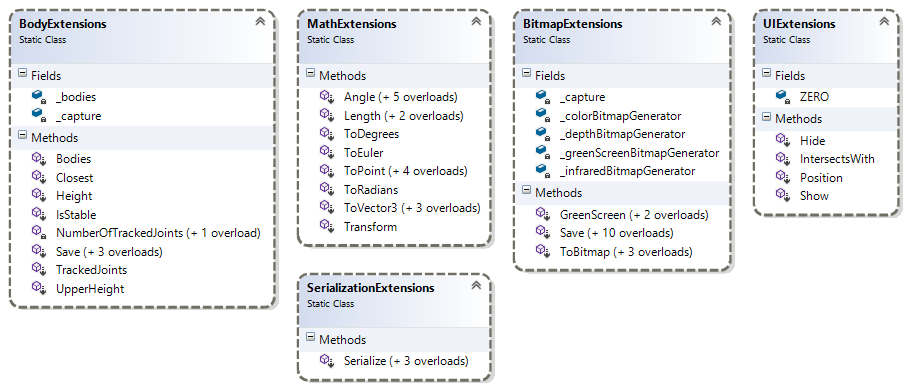 BodyExtensions
Static Class
Fields
_bodies
_capture
Methods
Bodies
Closest
Height
IsStable
NumberOfTrackedJoints (+ 1 overload)
Save (+ 3 overloads)
TrackedJoints
UpperHeight
MathExtensions
Static Class
Methods
Angle (+ 5 overloads)
Length (+ 2 overloads)
ToDegrees
ToEuler
ToPoint (+ 4 overloads)
ToRadians
ToVector3 (+ 3 overloads)
Transform
SerializationExtensions
Static Class
Methods
Serialize (+ 3 overloads)
BitmapExtensions
Static Class
Fields
_capture
_colorBitmapGenerator
_depthBitmapGenerator
_greenScreenBitmapGenerator
_infraredBitmapGenerator
Methods
GreenScreen (+ 2 overloads)
Save (+ 10 overloads)
ToBitmap (+ 3 overloads)
UIExtensions
Static Class
Fields
ZERO
Methods
Hide
IntersectsWith
Position
Show